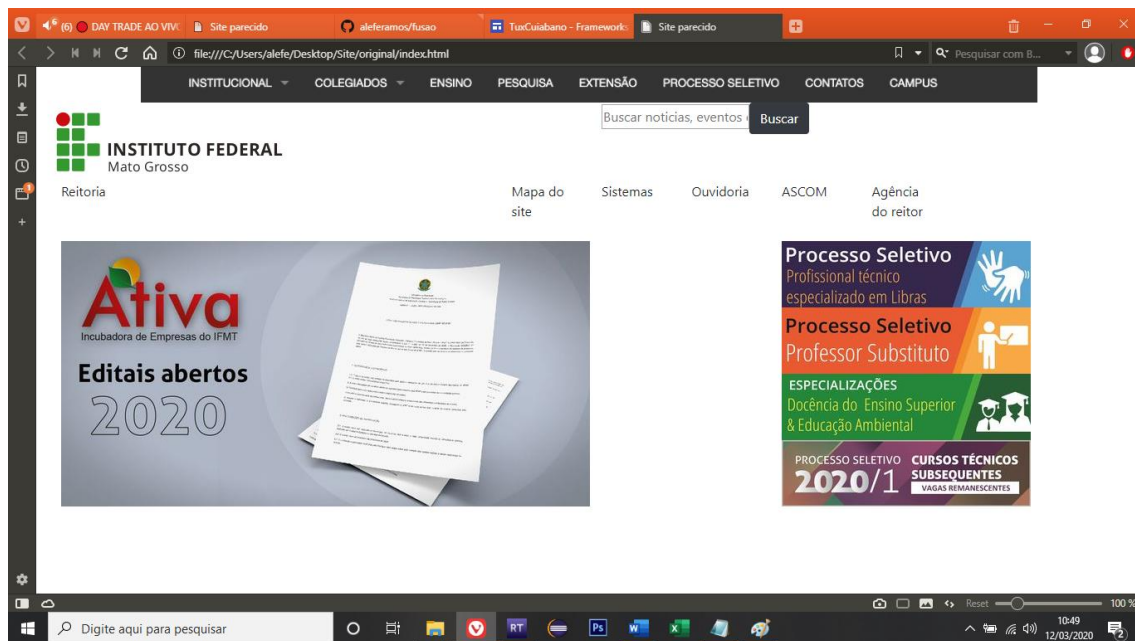 (6) DAY TRADE AO VIV
Site parecido
aleferamos/fusao
TuxCuiabano - Frameworks
Site parecido
file:///C:/Users/alefe/Desktop/Site/original/index.html
Pesquisar com B...
INSTITUCIONAL COLEGIADOS ENSINO PESQUISA EXTENSÃO PROCESSO SELETIVO CONTATOS CAMPUS
Buscar noticias, eventos
Buscar
INSTITUTO FEDERAL
Mato Grosso
Reitoria
Mapa do
site
Sistemas
Ouvidoria
ASCOM
Agência
do reitor
Ativa
Incubadora de Empresas do IFMT
Editais abertos
2020
Processo Seletivo
Profissional técnico
especializado em Libras
Processo Seletivo
Professor Substituto
ESPECIALIZAÇÕES
Docência do Ensino Superior
& Educação Ambiental
PROCESSO SELETIVO
2020/1
CURSOS TÉCNICOS
SUBSEQUENTES
VAGAS REMANESCENTES
Reset
100 %
Digite aqui para pesquisar
RT
Ps
10:49
12/03/2020
2